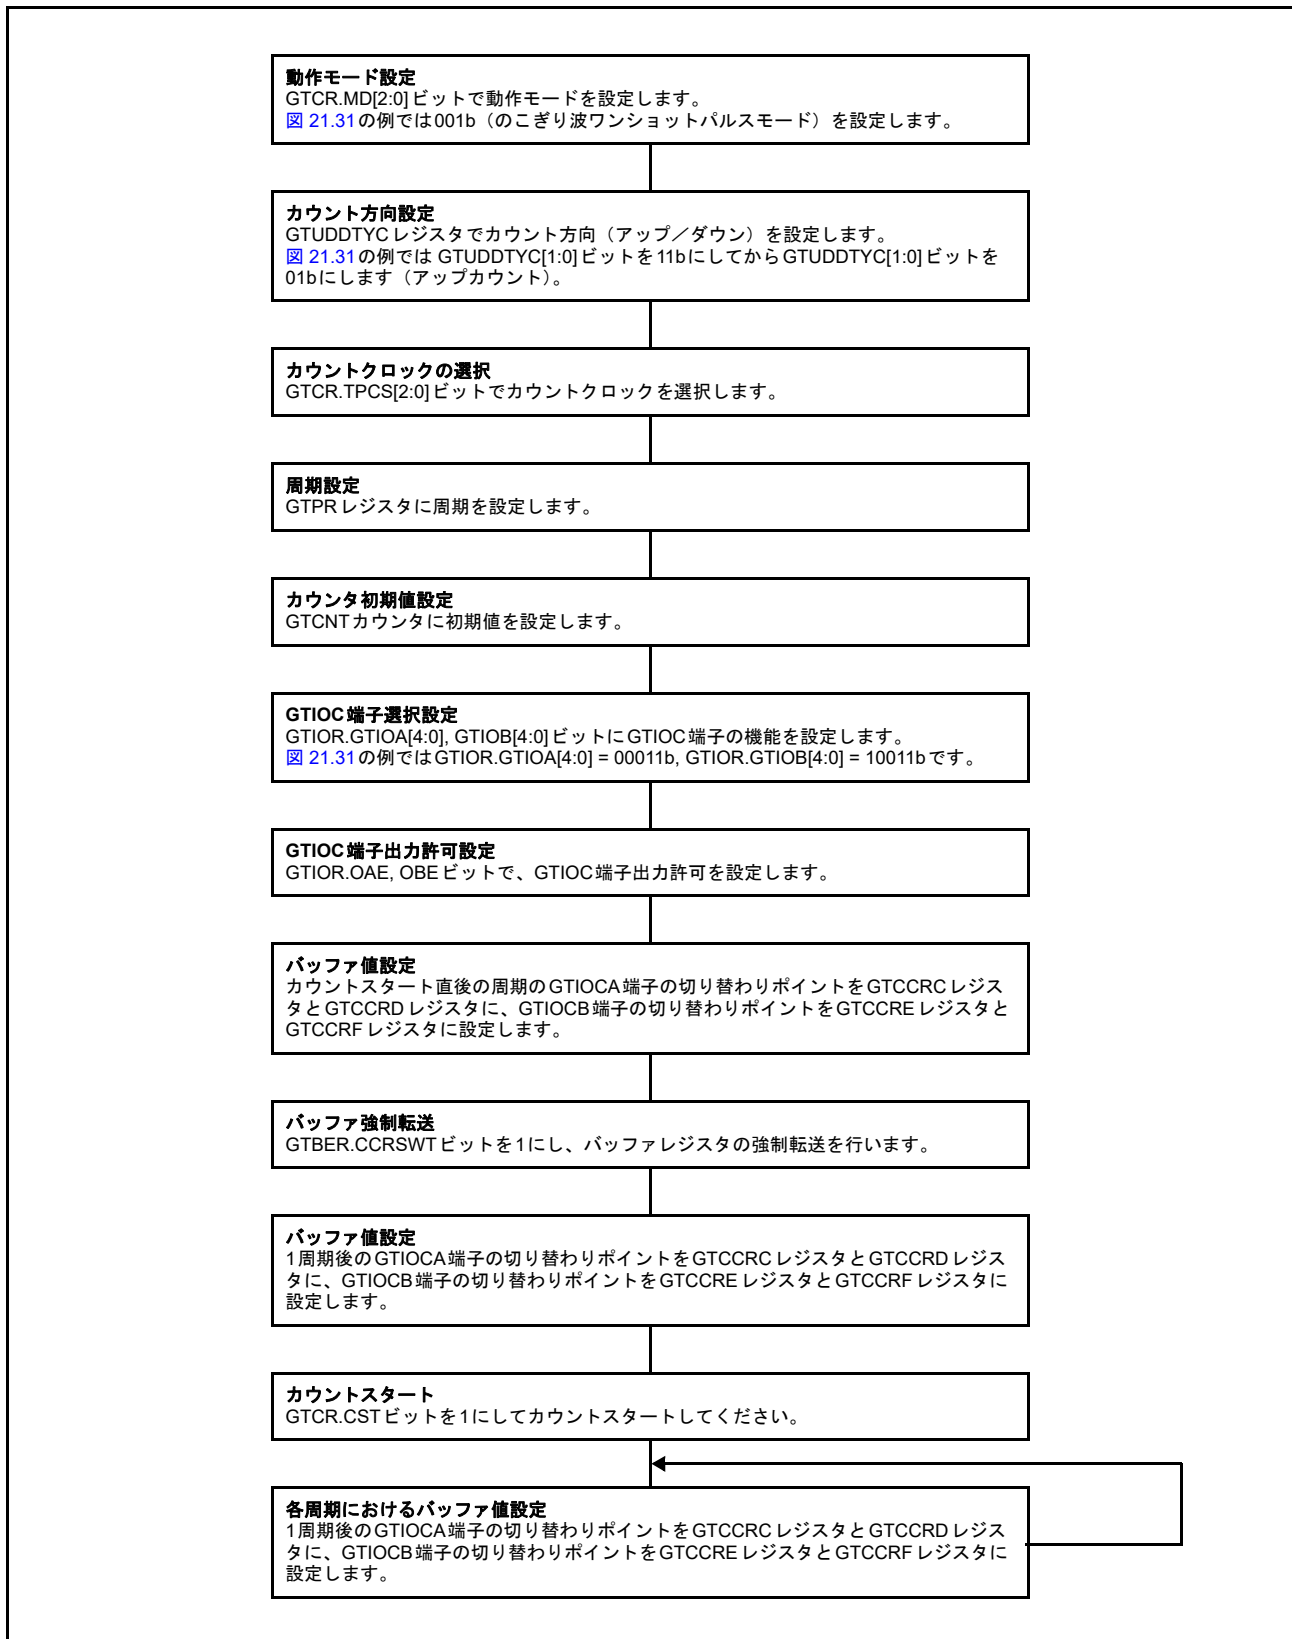 動作モード設定
GTCR.MD[2:0]ビットで動作モードを設定します。
図 21.31の例では001b（のこぎり波ワンショットパルスモード）を設定します。
カウント方向設定
GTUDDTYCレジスタでカウント方向（アップ／ダウン）を設定します。
図 21.31の例では GTUDDTYC[1:0]ビットを11bにしてからGTUDDTYC[1:0]ビットを
01bにします（アップカウント）。
カウントクロックの選択
GTCR.TPCS[2:0]ビットでカウントクロックを選択します。
周期設定
GTPRレジスタに周期を設定します。
カウンタ初期値設定
GTCNTカウンタに初期値を設定します。
GTIOC端子選択設定
GTIOR.GTIOA[4:0], GTIOB[4:0]ビットにGTIOC端子の機能を設定します。
図 21.31の例ではGTIOR.GTIOA[4:0] = 00011b, GTIOR.GTIOB[4:0] = 10011bです。
GTIOC端子出力許可設定
GTIOR.OAE, OBEビットで、GTIOC端子出力許可を設定します。
バッファ値設定
カウントスタート直後の周期のGTIOCA端子の切り替わりポイントをGTCCRCレジス
タとGTCCRDレジスタに、GTIOCB端子の切り替わりポイントをGTCCREレジスタと
GTCCRFレジスタに設定します。
バッファ強制転送
GTBER.CCRSWTビットを1にし、バッファレジスタの強制転送を行います。
バッファ値設定
1周期後のGTIOCA端子の切り替わりポイントをGTCCRCレジスタとGTCCRDレジス
タに、GTIOCB端子の切り替わりポイントをGTCCREレジスタとGTCCRFレジスタに
設定します。
カウントスタート
GTCR.CSTビットを1にしてカウントスタートしてください。
各周期におけるバッファ値設定
1周期後のGTIOCA端子の切り替わりポイントをGTCCRCレジスタとGTCCRDレジス
タに、GTIOCB端子の切り替わりポイントをGTCCREレジスタとGTCCRFレジスタに
設定します。